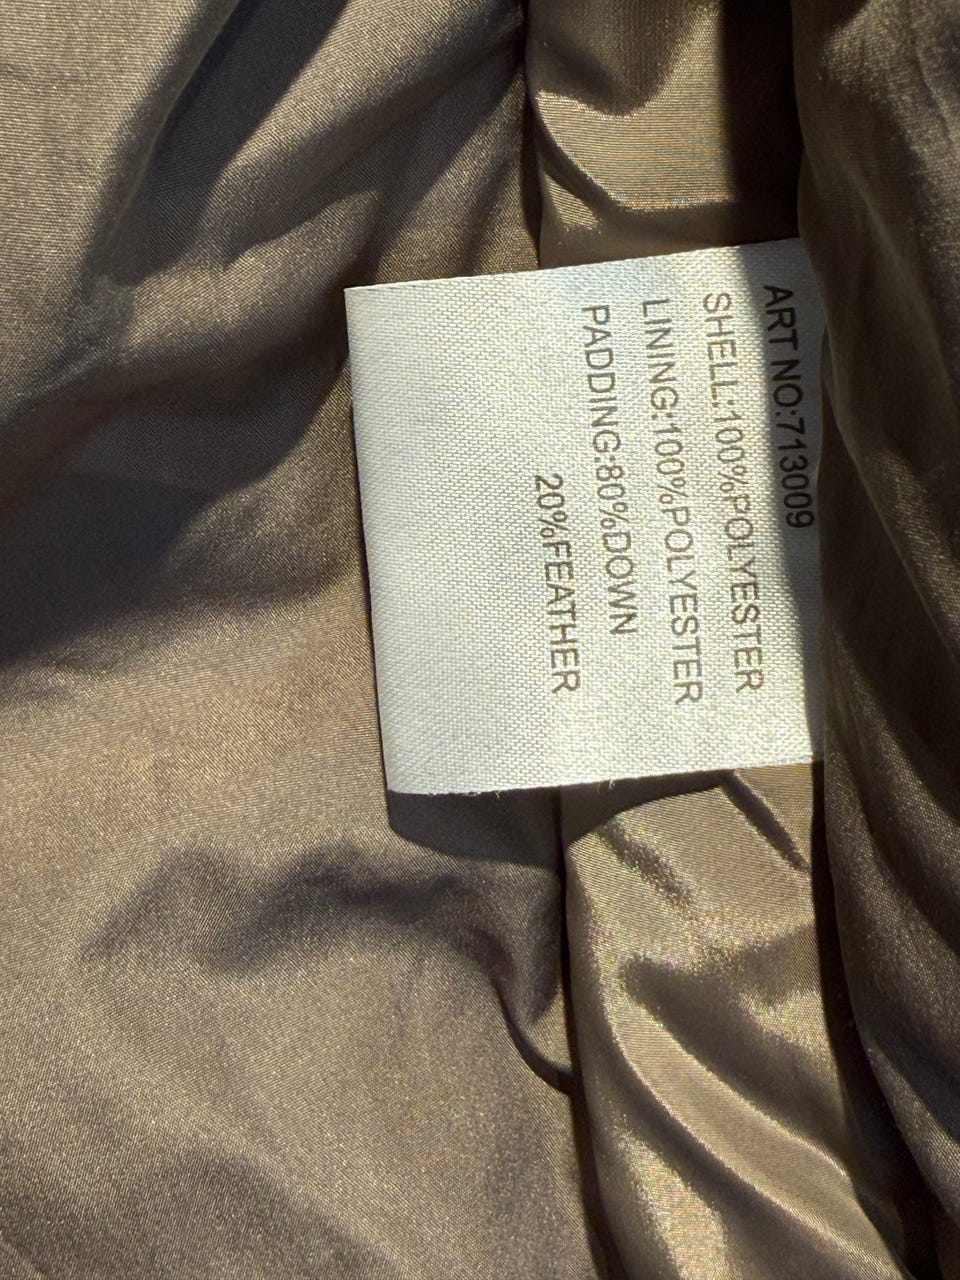 ART NO:713009
SHELL:100%POLYESTER
LINING:100%POLYESTER
PADDING:80%DOWN
20%FEATHER